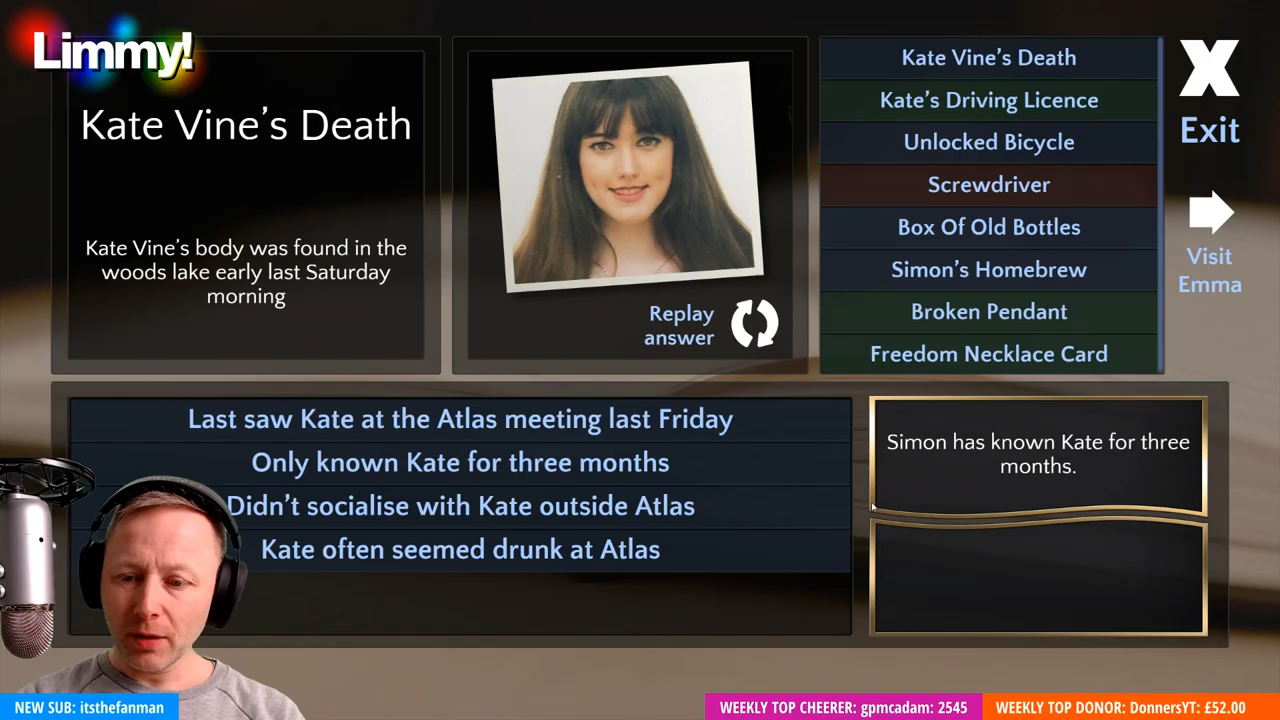 Limmy!
Kate Vine's Death
Kate Vine's body was found in the
woods lake early last Saturday
morning
Replay
answer
Kate Vine's Death
Kate's Driving Licence
Unlocked Bicycle
Screwdriver
Box Of Old Bottles
Simon's Homebrew
Broken Pendant
Freedom Necklace Card
X
Exit
Visit
Emma
Last saw Kate at the Atlas meeting last Friday
Only known Kate for three months
Didn't socialise with Kate outside Atlas
Kate often seemed drunk at Atlas
Simon has known Kate for three
months.
NEW SUB: itsthefanman
WEEKLY TOP CHEERER: gpmcadam: 2545
WEEKLY TOP DONOR: DonnersYT: £52.00